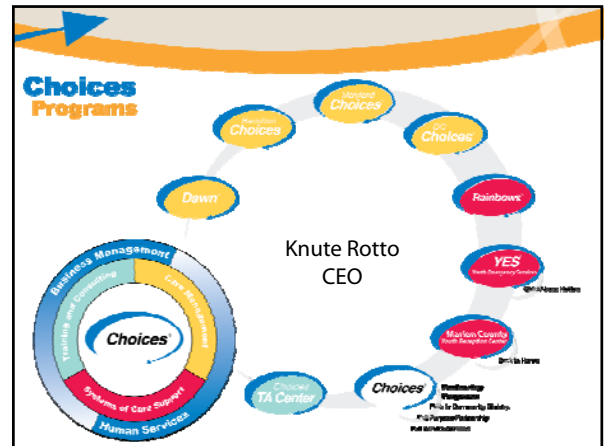 Choices
Programs
Maryland
Choices
Hamilton
Choices
DC
Choices
Dawn
Rainbows
Knute Rotto
CEO
YES
Youth Emergency Services
Business Management
Training and Consulting
Care Management
Choices
Systems of Care Support
Human Services
Marion County
Youth Reception Center
Choices
TA Center
Choices